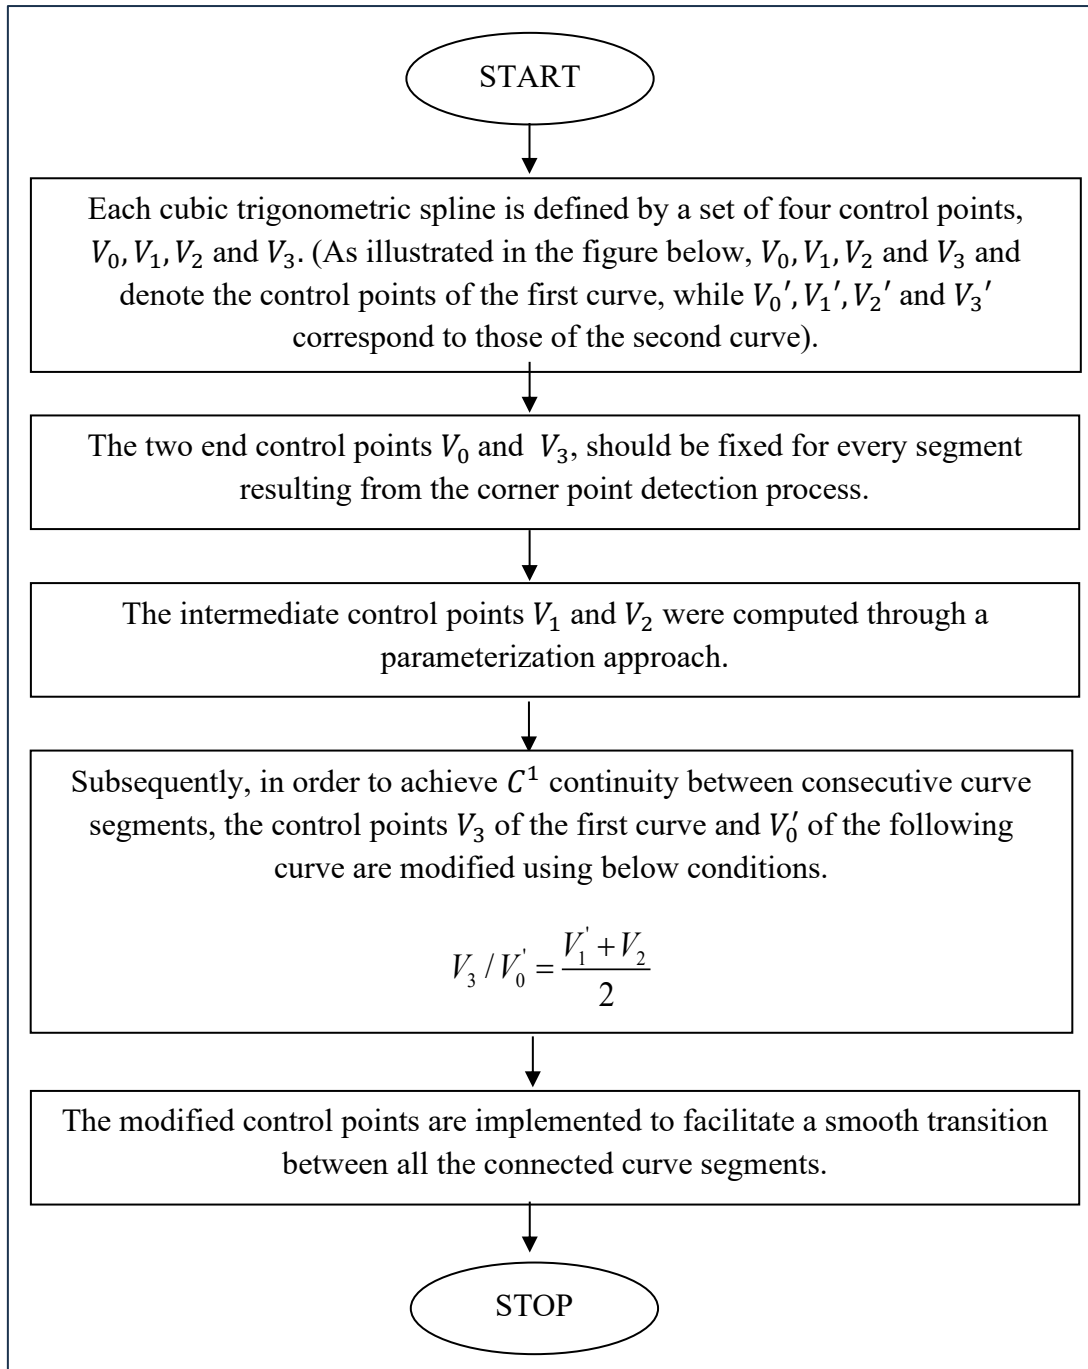 START
Each cubic trigonometric spline is defined by a set of four control points,
V₀, V₁, V₂ and V₃. (As illustrated in the figure below, V₀, V₁, V₂ and V₃ and
denote the control points of the first curve, while V₀′, V₁′, V₂′ and V₃′
correspond to those of the second curve).
The two end control points V₀ and V₃, should be fixed for every segment
resulting from the corner point detection process.
The intermediate control points V₁ and V₂ were computed through a
parameterization approach.
Subsequently, in order to achieve C¹ continuity between consecutive curve
segments, the control points V₃ of the first curve and V₀′ of the following
curve are modified using below conditions.
V₃ / V₀' = (V₁' + V₂) / 2
The modified control points are implemented to facilitate a smooth transition
between all the connected curve segments.
STOP